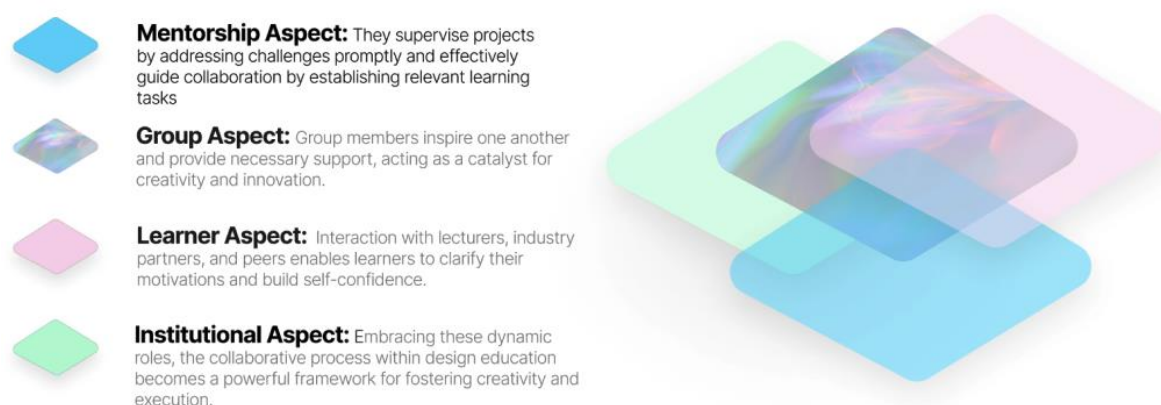 Mentorship Aspect: They supervise projects
by addressing challenges promptly and effectively
guide collaboration by establishing relevant learning
tasks
Group Aspect: Group members inspire one another
and provide necessary support, acting as a catalyst for
creativity and innovation.
Learner Aspect: Interaction with lecturers, industry
partners, and peers enables learners to clarify their
motivations and build self-confidence.
Institutional Aspect: Embracing these dynamic
roles, the collaborative process within design education
becomes a powerful framework for fostering creativity and
execution.